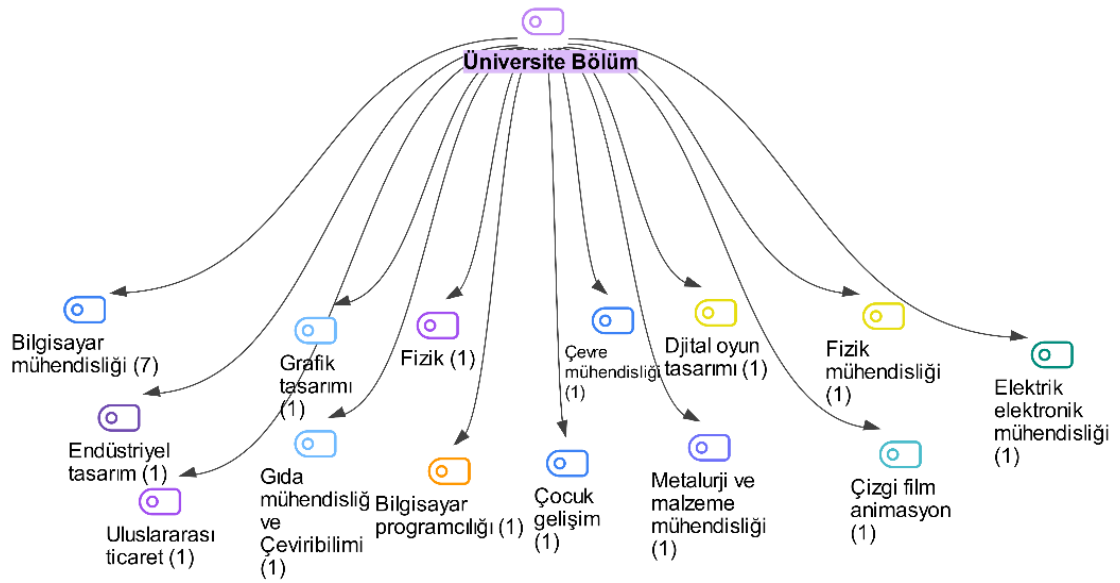 Üniversite Bölüm
Bilgisayar
mühendisliği (7)
Grafik
tasarımı
(1)
Fizik (1)
Çevre
mühendisliği
(1)
Djital oyun
tasarımı (1)
Fizik
mühendisliği
(1)
Elektrik
elektronik
mühendisliği
(1)
Endüstriyel
tasarım (1)
Uluslararası
ticaret (1)
Gıda
mühendisliğ
ve
Çeviribilimi
(1)
Bilgisayar
programcılığı (1)
Çocuk
gelişim
(1)
Metalurji ve
malzeme
mühendisliği
(1)
Çizgi film
animasyon
(1)